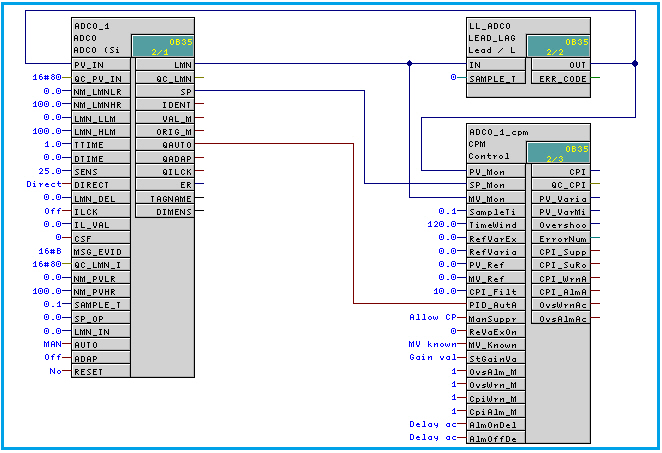 ADCO_1
ADCO
ADCO (Si
OB35
2/1
PV_IN LMN
16#80 QC_PV_IN QC_LMN
0.0 NM_LMNLR SP
100.0 NM_LMNHR IDENT
0.0 LMN_LLM VAL_M
100.0 LMN_HLM ORIG_M
1.0 TTIME QAUTO
0.0 DTIME QADAP
25.0 SENS QILCK
Direct DIRECT ER
0.0 LMN_DEL TAGNAME
Off ILCK DIMENS
0.0 IL_VAL
0 CSF
16#B MSG_EVID
16#80 QC_LMN_I
0.0 NM_PVLR
100.0 NM_PVHR
0.1 SAMPLE_T
0.0 SP_OP
0.0 LMN_IN
MAN AUTO
Off ADAP
No RESET
LL_ADCO
LEAD_LAG
Lead / L
OB35
2/2
IN OUT
0 SAMPLE_T ERR_CODE
ADCO_1_cpm
CPM
Control
OB35
2/3
PV_Mon CPI
SP_Mon QC_CPI
MV_Mon PV_Varia
0.1 SampleTi PV_VarMi
120.0 TimeWind Overshoo
0.0 RefVarEx ErrorNum
0.0 RefVaria CPI_Supp
0.0 PV_Ref CPI_SuRo
0.0 MV_Ref CPI_WrnA
10.0 CPI_Filt CPI_AlmA
PID_AutA OvsWrnAc
Allow CP ManSuppr OvsAlmAc
0 ReVaExOn
MV known MV_Known
Gain val StGainVa
1 OvsAlm_M
1 OvsWrn_M
1 CpiWrn_M
1 CpiAlm_M
Delay ac AlmOnDel
Delay ac AlmOffDe